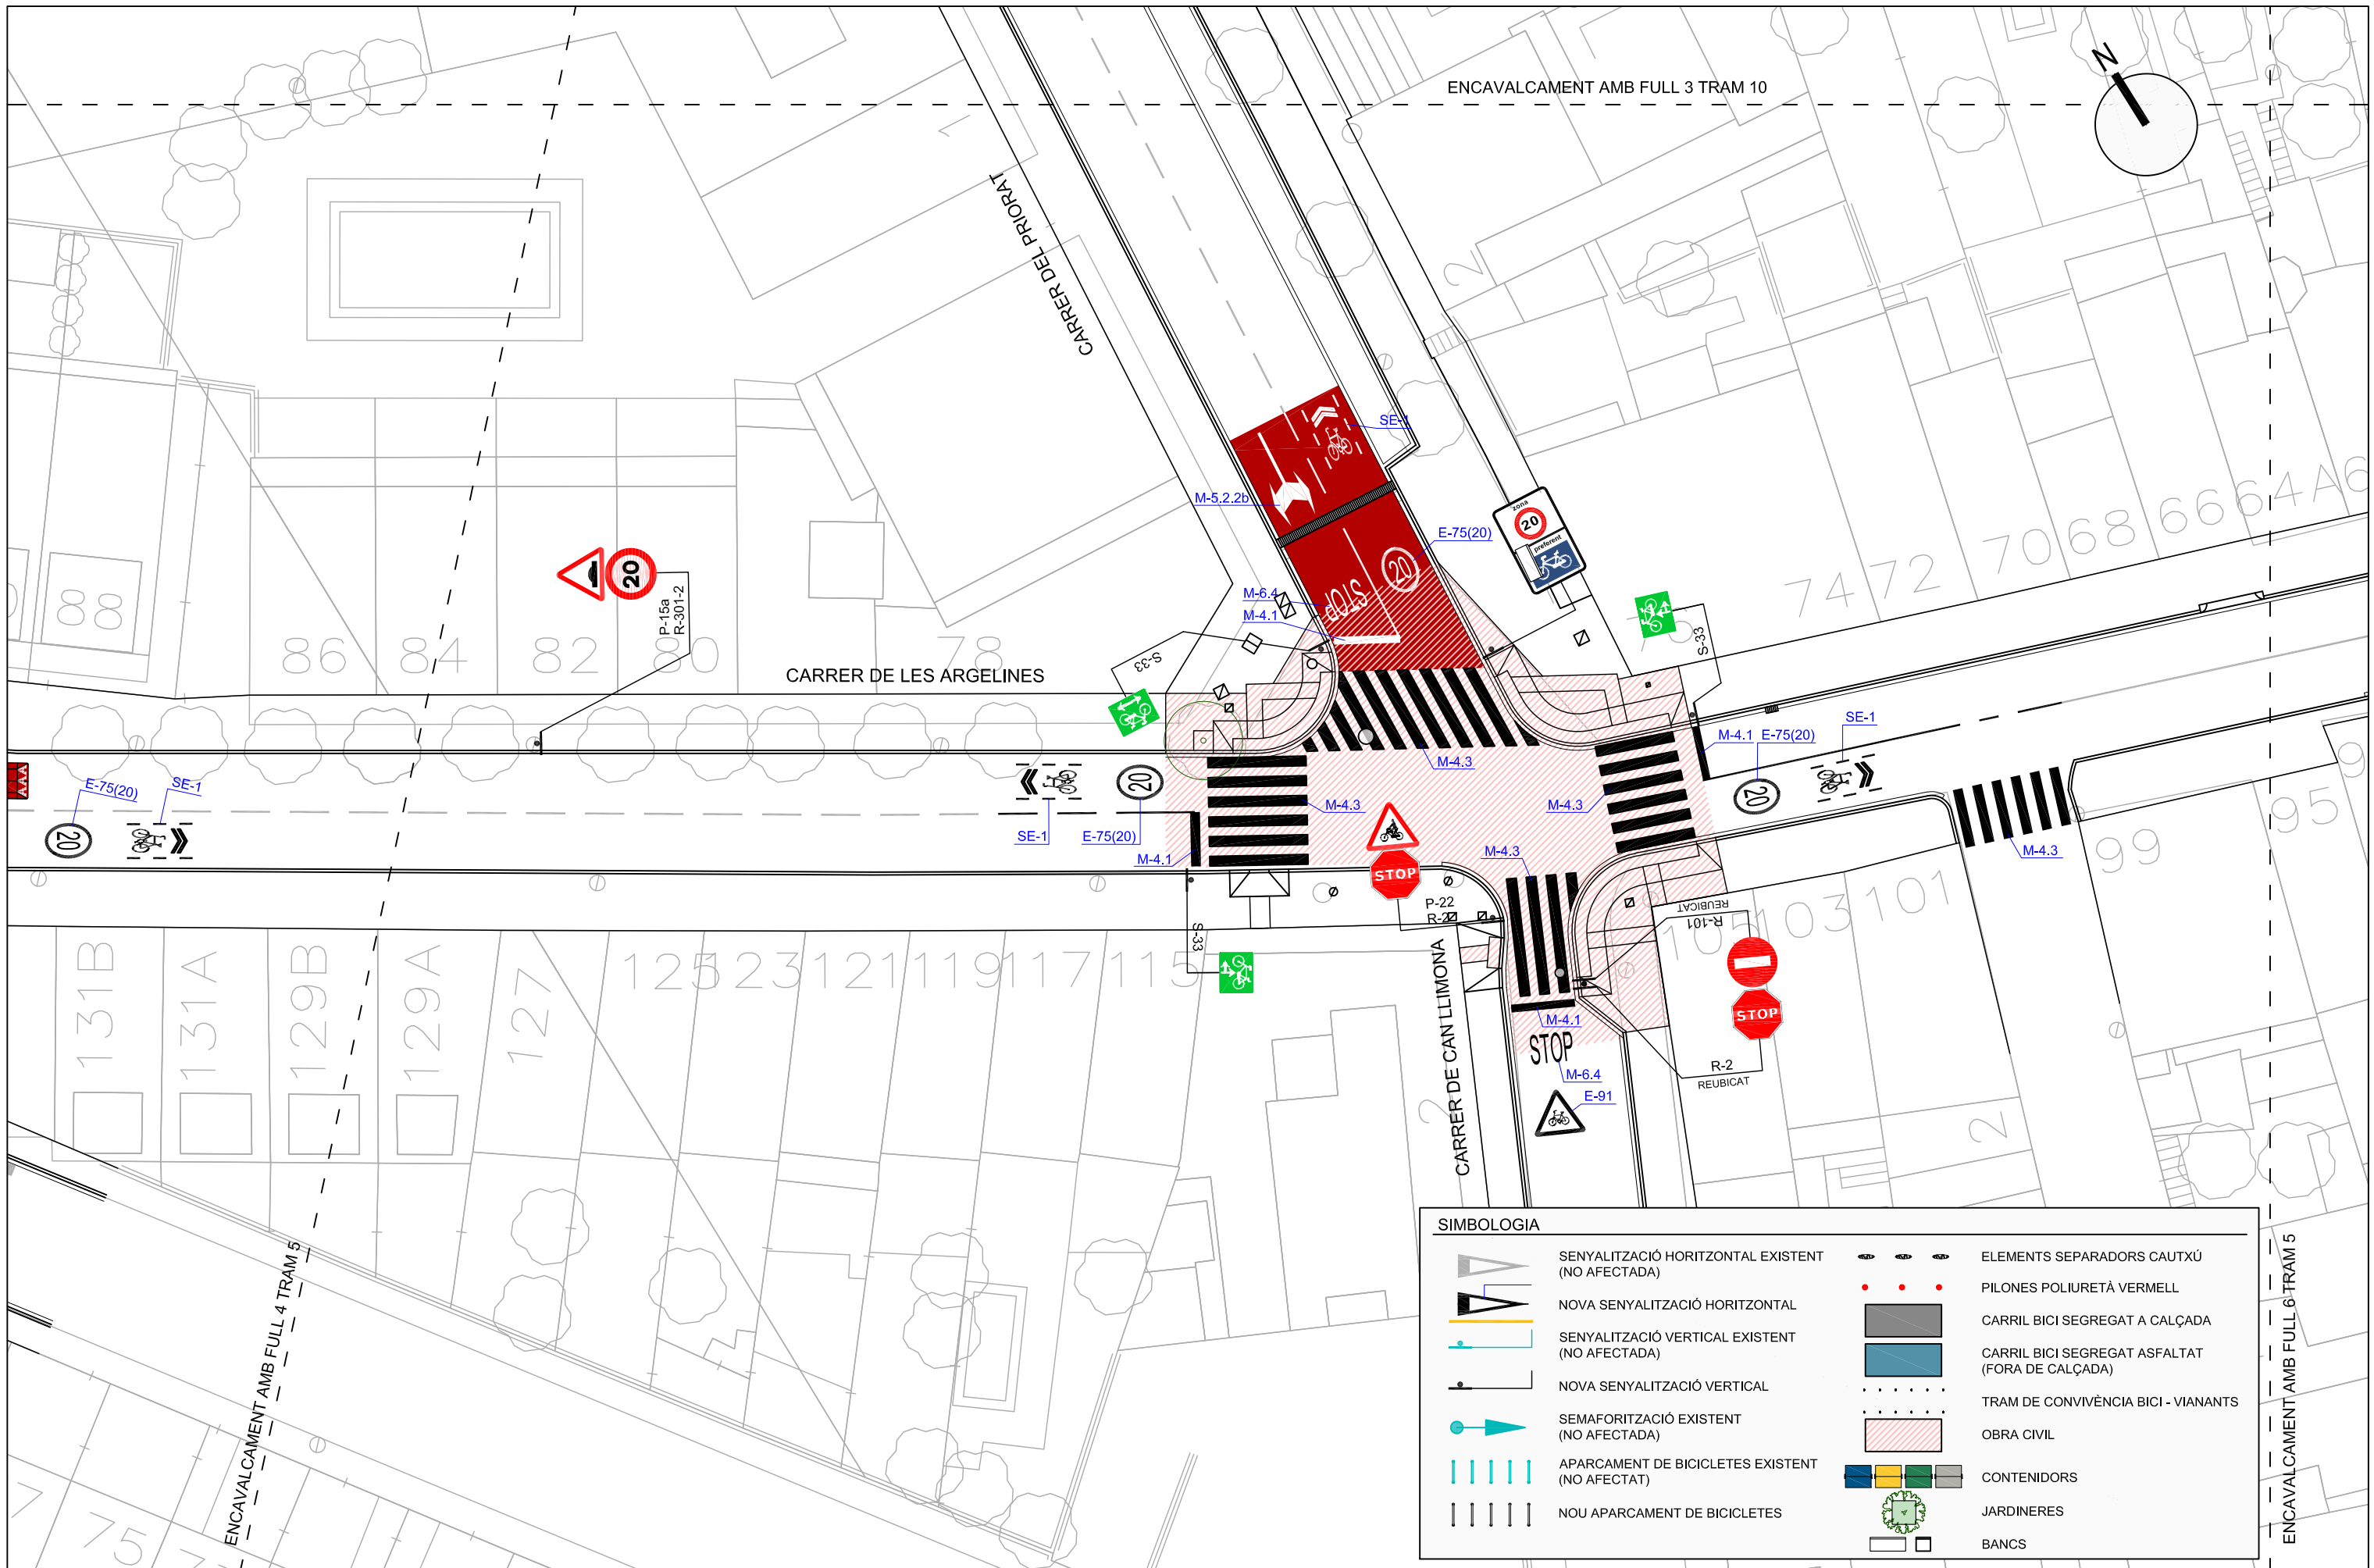 ENCAVALCAMENT AMB FULL 3 TRAM 10
N
CARRER DEL PRIORAT
1
2
SE-1
M-5.2.2b
E-75(20)
zona
20
preferent
20
STOP
M-6.4
M-4.1
S-33
S-33
P-15a
R-301-2
20
88
86
84
82
80
78
76
74
72
70
68
66
64A
CARRER DE LES ARGELINES
E-75(20)
SE-1
20
20
SE-1
E-75(20)
M-4.1
M-4.3
M-4.3
M-4.3
M-4.1
E-75(20)
SE-1
20
M-4.3
M-4.3
STOP
P-22
R-2
S-33
REUBICAT
R-101
STOP
R-2
REUBICAT
M-4.1
STOP
M-6.4
E-91
CARRER DE CAN LLIMONA
2
2
131B
131A
129B
129A
127
125
123
121
119
117
115
105
103
101
99
95
75
ENCAVALCAMENT AMB FULL 4 TRAM 5
ENCAVALCAMENT AMB FULL 6 TRAM 5
SIMBOLOGIA
SENYALITZACIÓ HORITZONTAL EXISTENT
(NO AFECTADA)
NOVA SENYALITZACIÓ HORITZONTAL
SENYALITZACIÓ VERTICAL EXISTENT
(NO AFECTADA)
NOVA SENYALITZACIÓ VERTICAL
SEMAFORITZACIÓ EXISTENT
(NO AFECTADA)
APARCAMENT DE BICICLETES EXISTENT
(NO AFECTAT)
NOU APARCAMENT DE BICICLETES
ELEMENTS SEPARADORS CAUTXÚ
PILONES POLIURETÀ VERMELL
CARRIL BICI SEGREGAT A CALÇADA
CARRIL BICI SEGREGAT ASFALTAT
(FORA DE CALÇADA)
TRAM DE CONVIVÈNCIA BICI - VIANANTS
OBRA CIVIL
CONTENIDORS
JARDINERES
BANCS